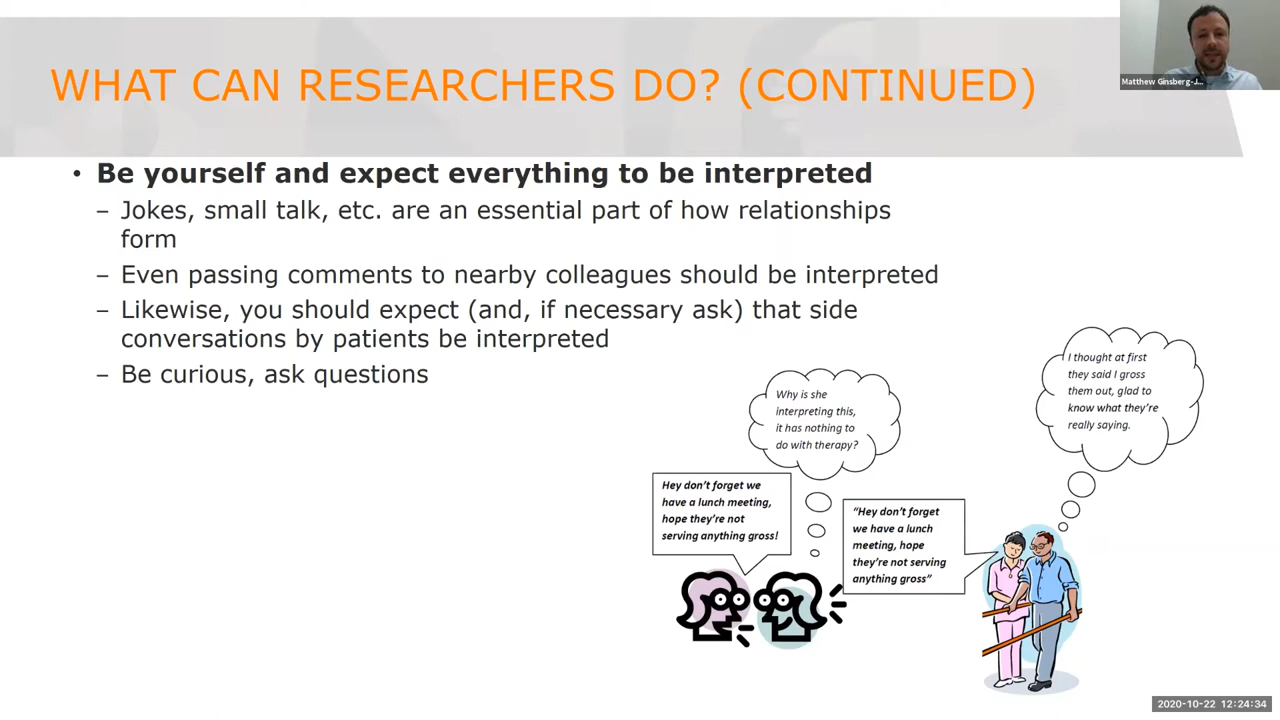 WHAT CAN RESEARCHERS DO? (CONTINUED)
Matthew Ginsberg-J...
• Be yourself and expect everything to be interpreted
– Jokes, small talk, etc. are an essential part of how relationships
form
– Even passing comments to nearby colleagues should be interpreted
– Likewise, you should expect (and, if necessary ask) that side
conversations by patients be interpreted
– Be curious, ask questions
Why is she
interpreting this,
it has nothing to
do with therapy?
I thought at first
they said I gross
them out, glad to
know what they're
really saying.
Hey don't forget we
have a lunch meeting,
hope they're not
serving anything gross!
"Hey don't forget
we have a lunch
meeting, hope
they're not serving
anything gross"
2020-10-22 12:24:34